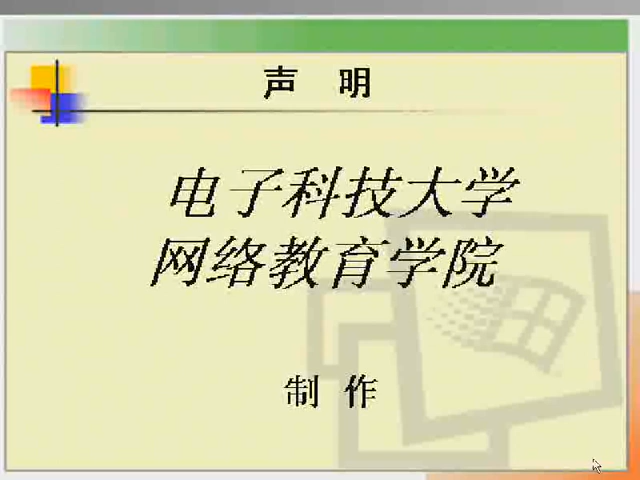 声 明
电子科技大学
网络教育学院
制 作